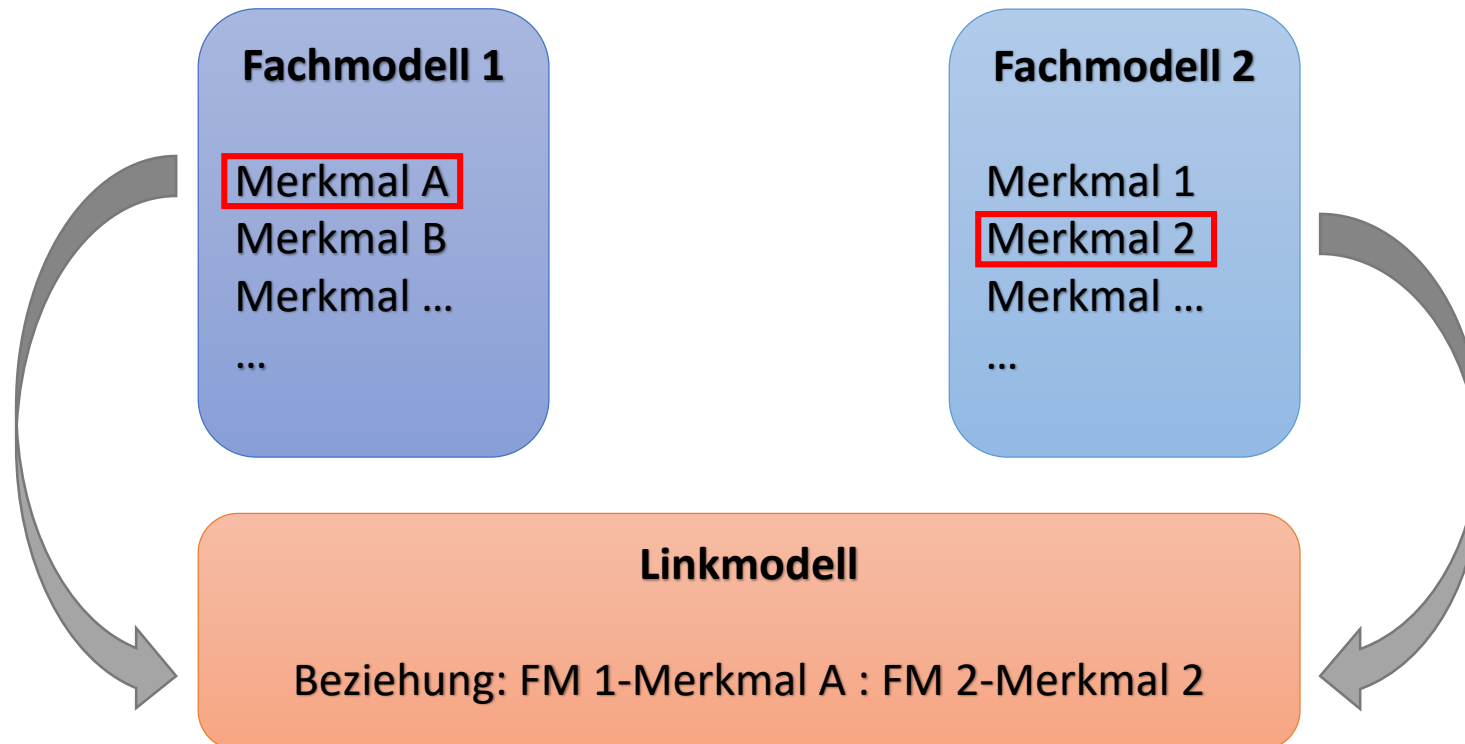 Fachmodell 1
Merkmal A
Merkmal B
Merkmal ...
...
Fachmodell 2
Merkmal 1
Merkmal 2
Merkmal ...
...
Linkmodell
Beziehung: FM 1-Merkmal A : FM 2-Merkmal 2